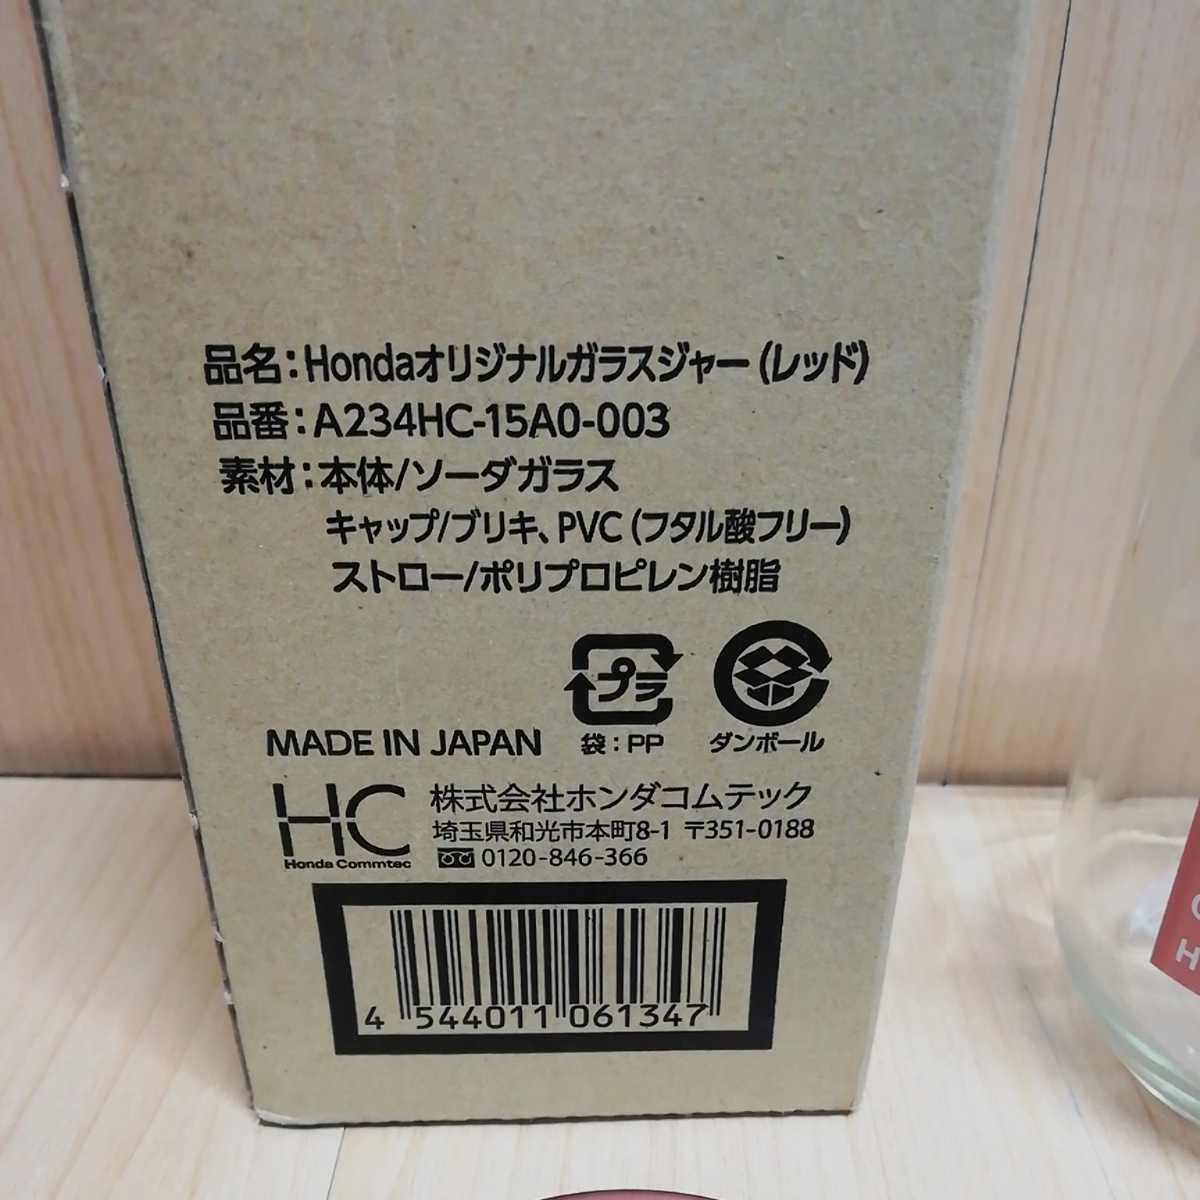 品名：Hondaオリジナルガラスジャー（レッド）
品番：A234HC-15A0-003
素材：本体/ソーダガラス
キャップ/ブリキ、PVC（フタル酸フリー）
ストロー/ポリプロピレン樹脂
プラ
MADE IN JAPAN
袋：PP
ダンボール
HC
Honda Commtec
株式会社ホンダコムテック
埼玉県和光市本町8-1 〒351-0188
0120-846-366
4 544011 061347